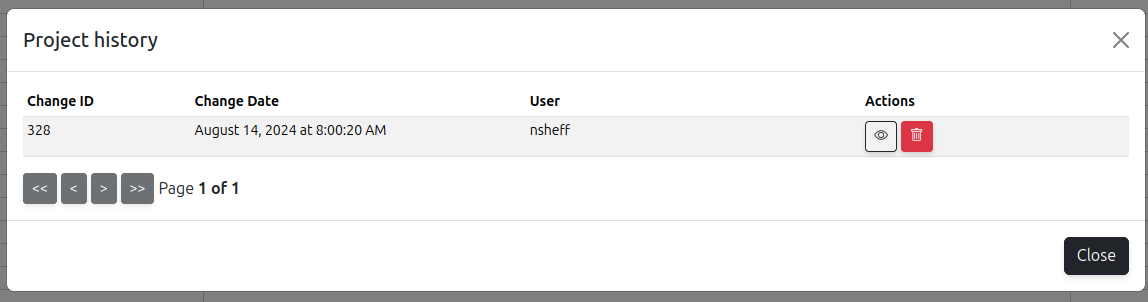 Project history
Change ID Change Date User Actions
328 August 14, 2024 at 8:00:20 AM nsheff
<< < > >> Page 1 of 1
Close